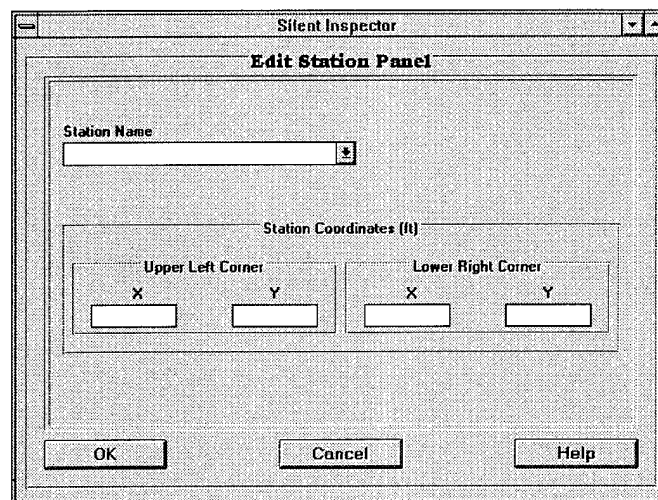 Silent Inspector
Edit Station Panel
Station Name
Station Coordinates (ft)
Upper Left Corner
Lower Right Corner
X Y X Y
OK Cancel Help